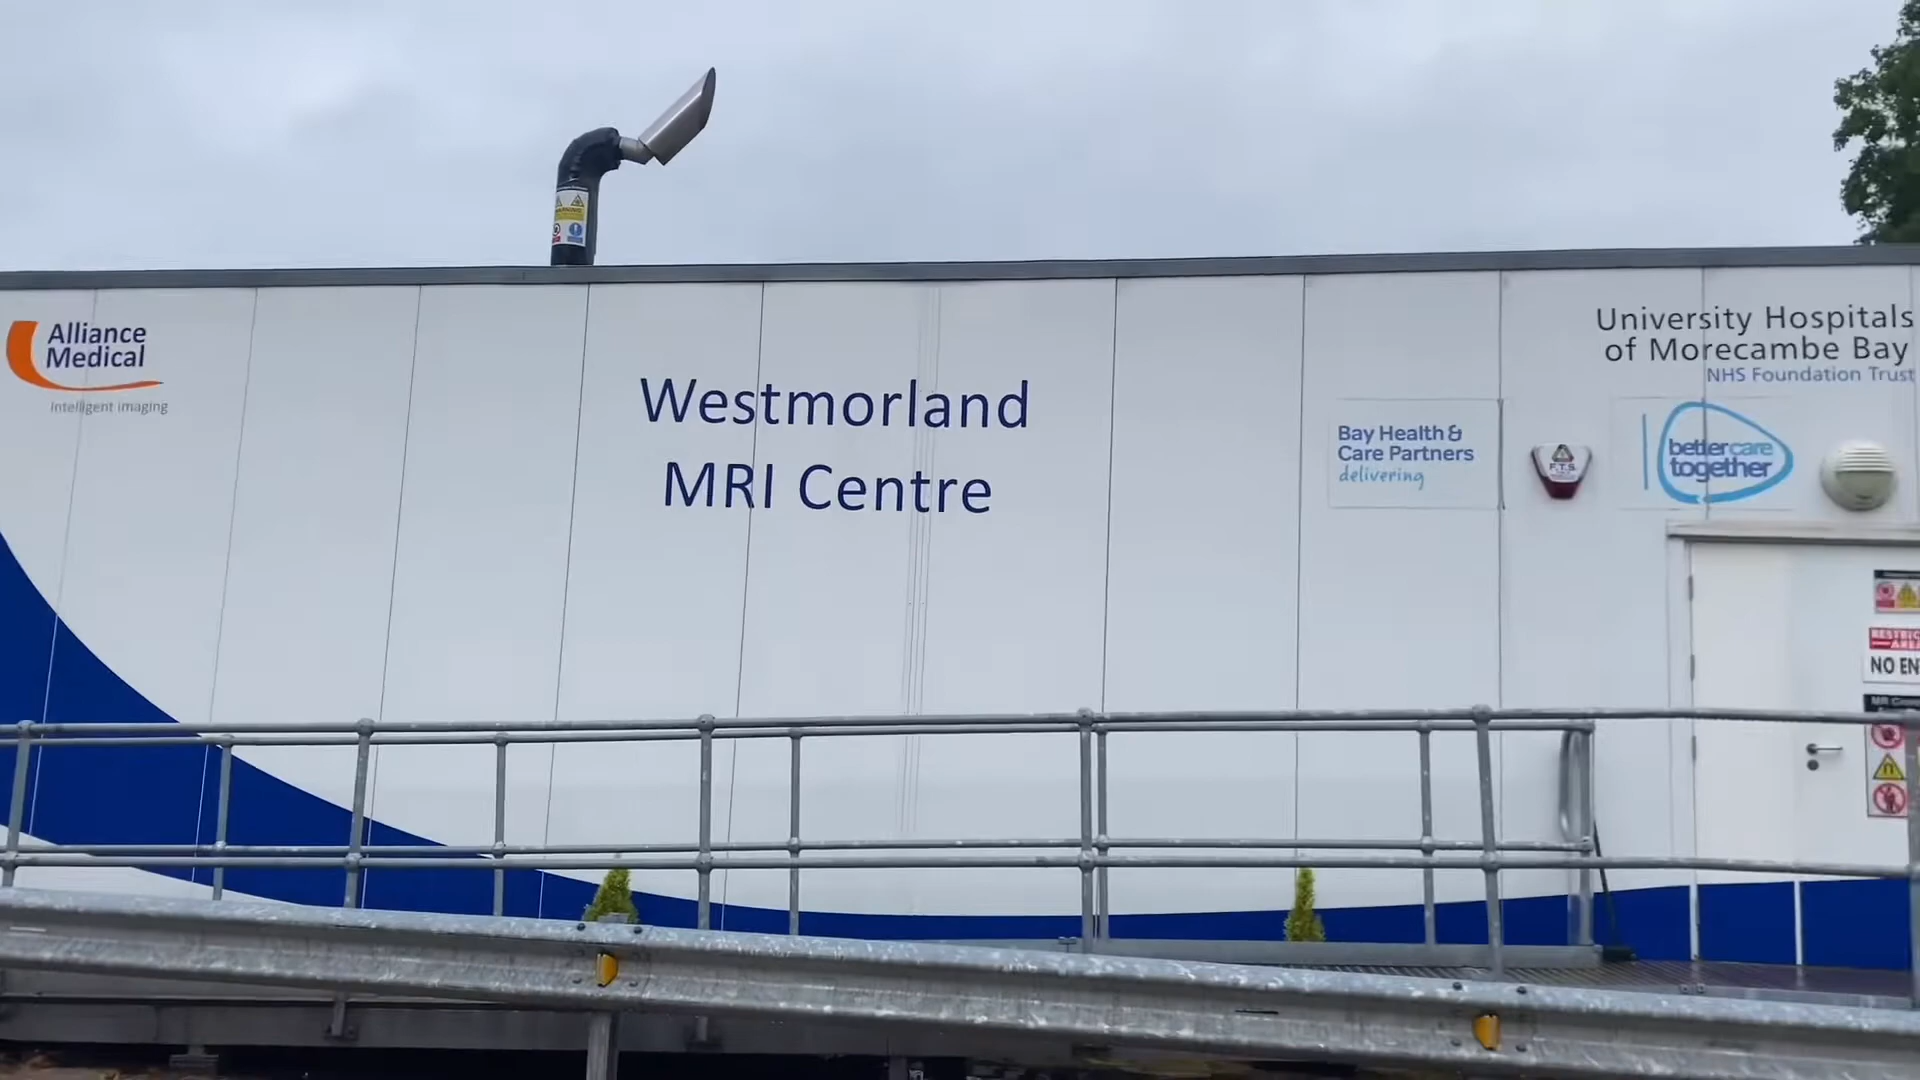 Alliance
Medical
Intelligent imaging
Westmorland
MRI Centre
University Hospitals
of Morecambe Bay
NHS Foundation Trust
Bay Health &
Care Partners
delivering
F.T.S.
better care
together
NO EN